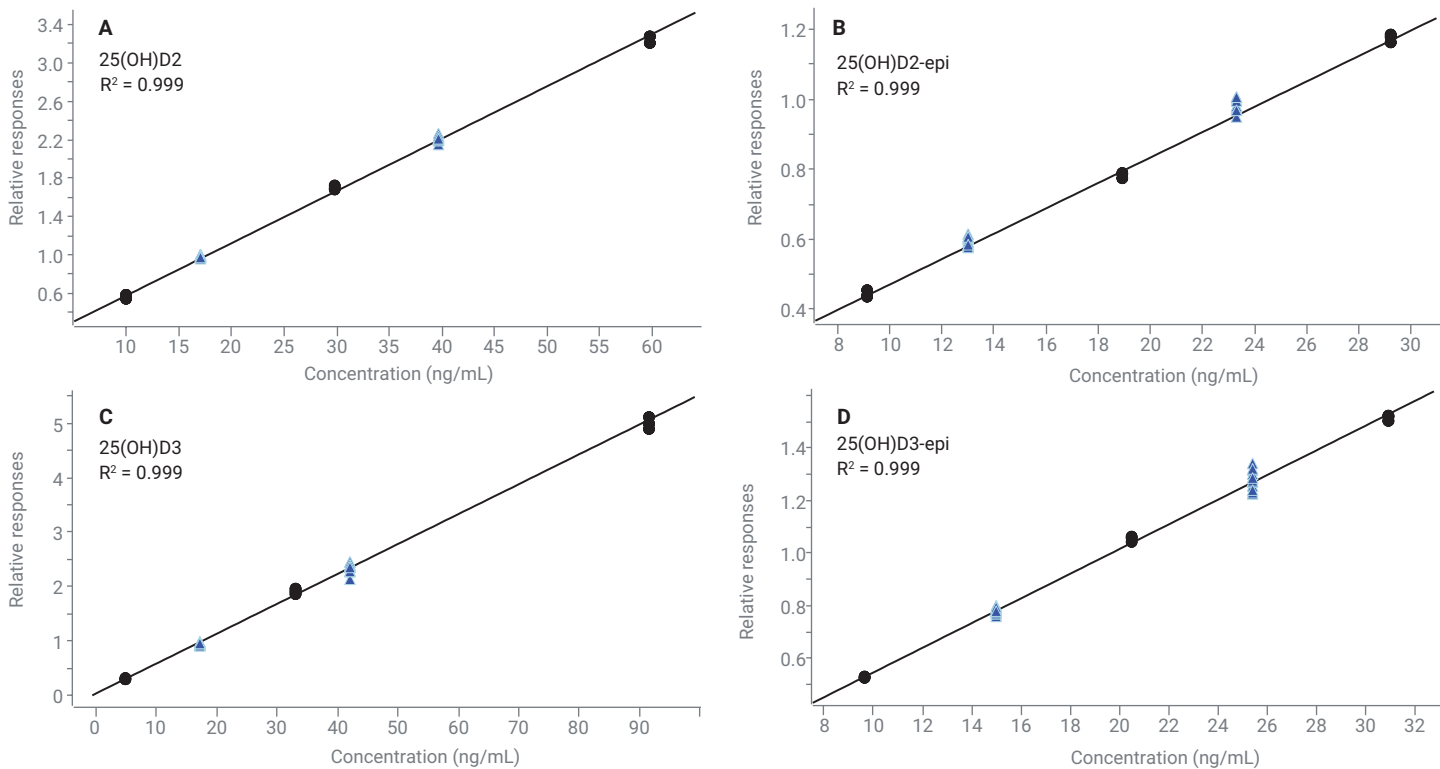 A
25(OH)D2
R² = 0.999
Relative responses
3.4
3.0
2.6
2.2
1.8
1.4
1.0
0.6
10 15 20 25 30 35 40 45 50 55 60
Concentration (ng/mL)
B
25(OH)D2-epi
R² = 0.999
Relative responses
1.2
1.0
0.8
0.6
0.4
8 10 12 14 16 18 20 22 24 26 28 30
Concentration (ng/mL)
C
25(OH)D3
R² = 0.999
Relative responses
5
4
3
2
1
0
0 10 20 30 40 50 60 70 80 90
Concentration (ng/mL)
D
25(OH)D3-epi
R² = 0.999
Relative responses
1.4
1.2
1.0
0.8
0.6
8 10 12 14 16 18 20 22 24 26 28 30 32
Concentration (ng/mL)